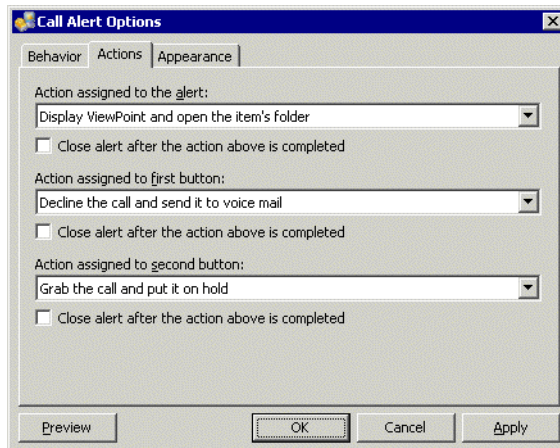 Call Alert Options
Behavior Actions Appearance
Action assigned to the alert:
Display ViewPoint and open the item's folder
Close alert after the action above is completed
Action assigned to first button:
Decline the call and send it to voice mail
Close alert after the action above is completed
Action assigned to second button:
Grab the call and put it on hold
Close alert after the action above is completed
Preview OK Cancel Apply